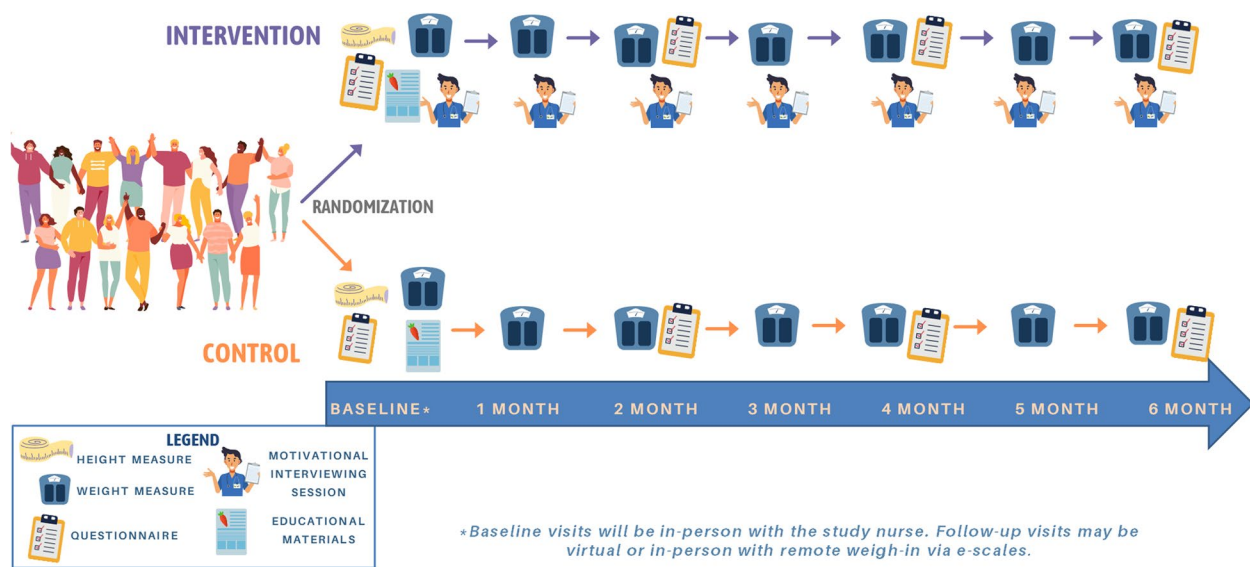 INTERVENTION
RANDOMIZATION
CONTROL
BASELINE* 1 MONTH 2 MONTH 3 MONTH 4 MONTH 5 MONTH 6 MONTH
LEGEND
HEIGHT MEASURE
WEIGHT MEASURE
QUESTIONNAIRE
MOTIVATIONAL
INTERVIEWING
SESSION
EDUCATIONAL
MATERIALS
*Baseline visits will be in-person with the study nurse. Follow-up visits may be
virtual or in-person with remote weigh-in via e-scales.